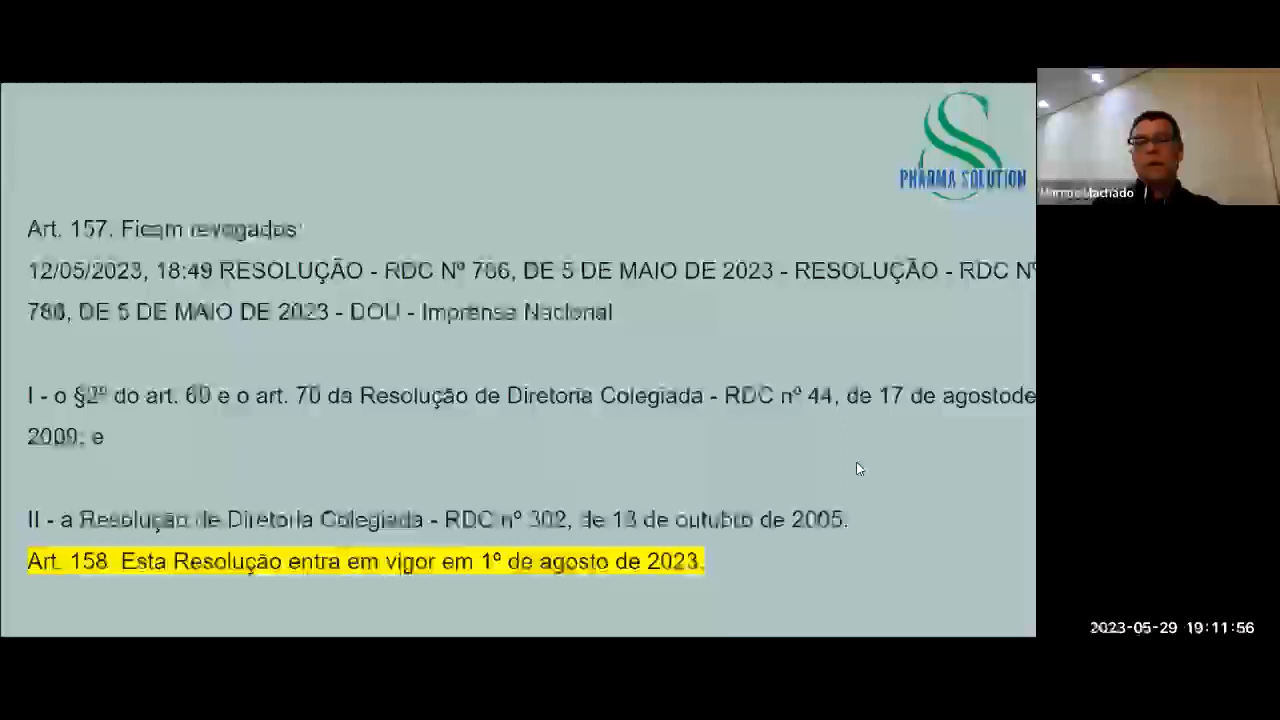 PHARMA SOLUTION
Marcos Machado
Art. 157. Ficam revogados:
12/05/2023, 18:49 RESOLUÇÃO - RDC Nº 786, DE 5 DE MAIO DE 2023 - RESOLUÇÃO - RDC Nº
786, DE 5 DE MAIO DE 2023 - DOU - Imprensa Nacional
I - o §2º do art. 69 e o art. 70 da Resolução de Diretoria Colegiada - RDC nº 44, de 17 de agostode
2009; e
II - a Resolução de Diretoria Colegiada - RDC nº 302, de 13 de outubro de 2005.
Art. 158 Esta Resolução entra em vigor em 1º de agosto de 2023.
2023-05-29 19:11:56